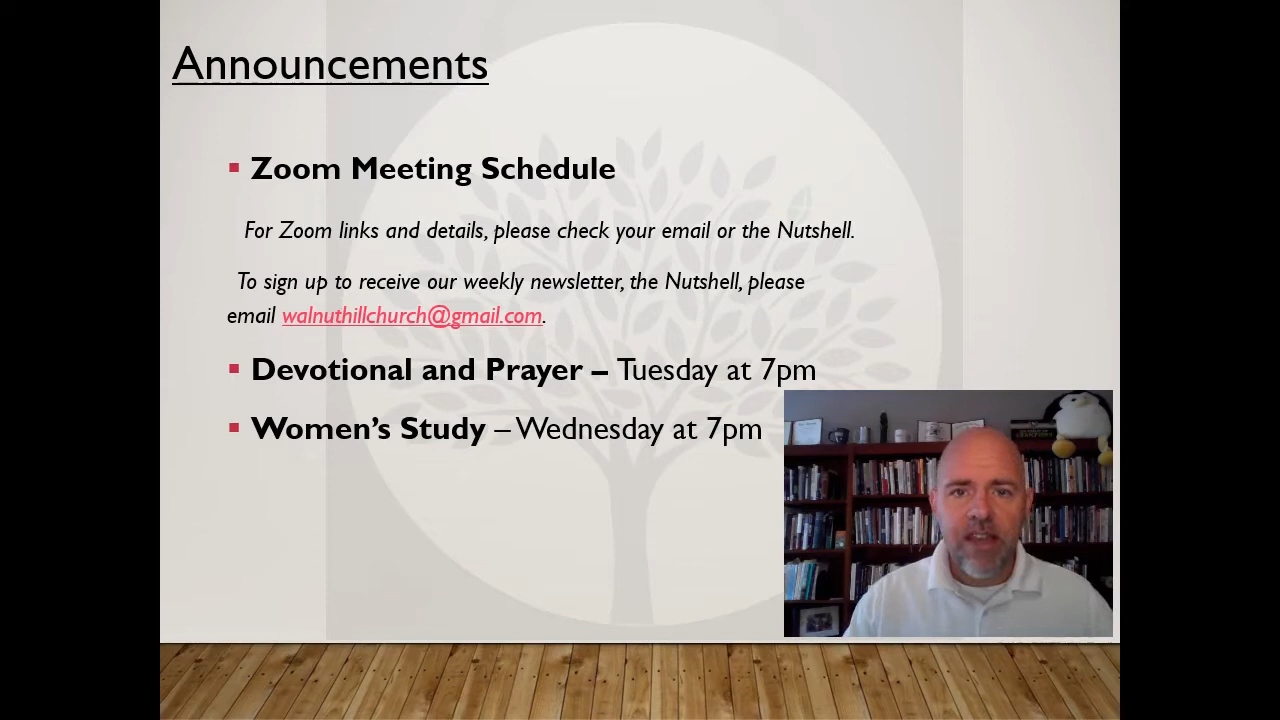 Announcements
Zoom Meeting Schedule
For Zoom links and details, please check your email or the Nutshell.
To sign up to receive our weekly newsletter, the Nutshell, please
email walnuthillchurch@gmail.com.
Devotional and Prayer – Tuesday at 7pm
Women's Study – Wednesday at 7pm